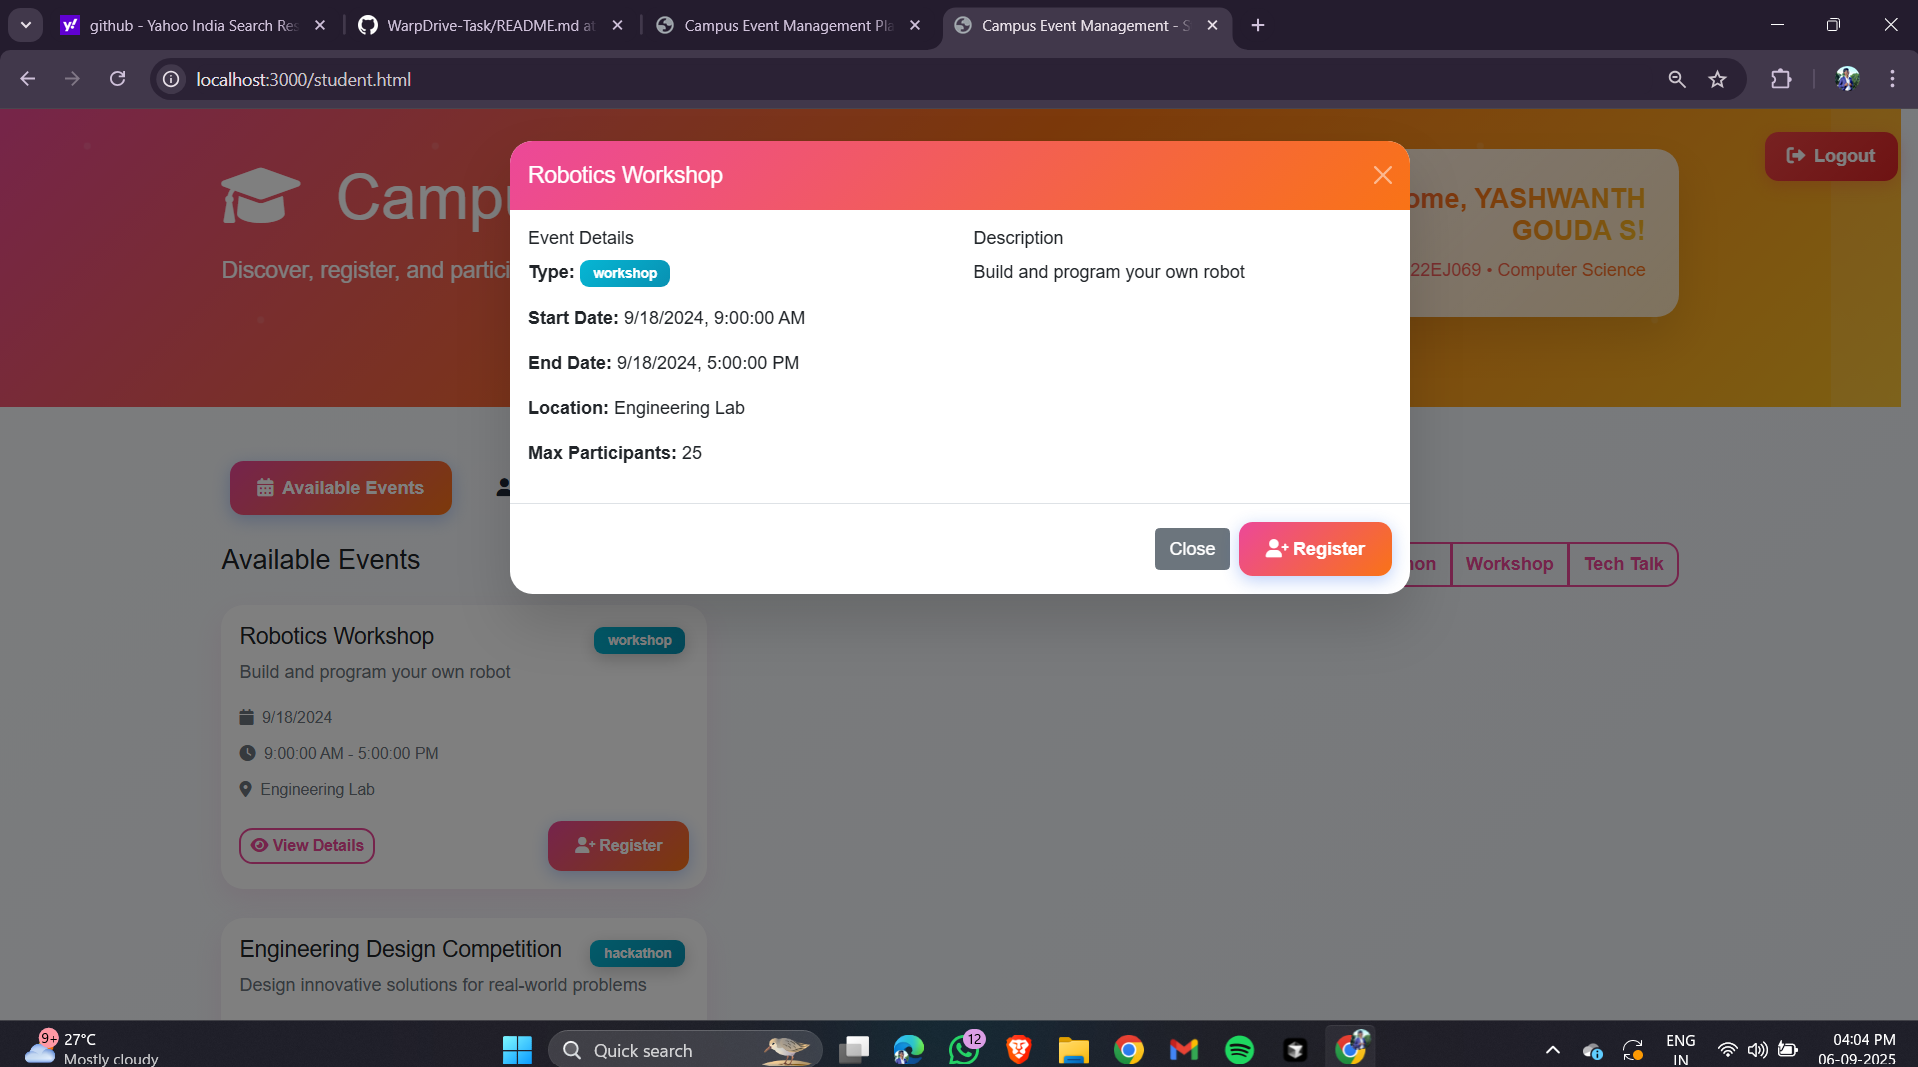 github - Yahoo India Search Res
WarpDrive-Task/README.md at
Campus Event Management Pla
Campus Event Management - S
localhost:3000/student.html
Logout
Robotics Workshop
Event Details
Type: workshop
Start Date: 9/18/2024, 9:00:00 AM
End Date: 9/18/2024, 5:00:00 PM
Location: Engineering Lab
Max Participants: 25
Description
Build and program your own robot
Close
Register
Camp
Discover, register, and partici
ome, YASHWANTH
GOUDA S!
22EJ069 • Computer Science
Available Events
Available Events
hon
Workshop
Tech Talk
Robotics Workshop
workshop
Build and program your own robot
9/18/2024
9:00:00 AM - 5:00:00 PM
Engineering Lab
View Details
Register
Engineering Design Competition
hackathon
Design innovative solutions for real-world problems
9+
27°C
Mostly cloudy
Quick search
12
ENG
IN
04:04 PM
06-09-2025